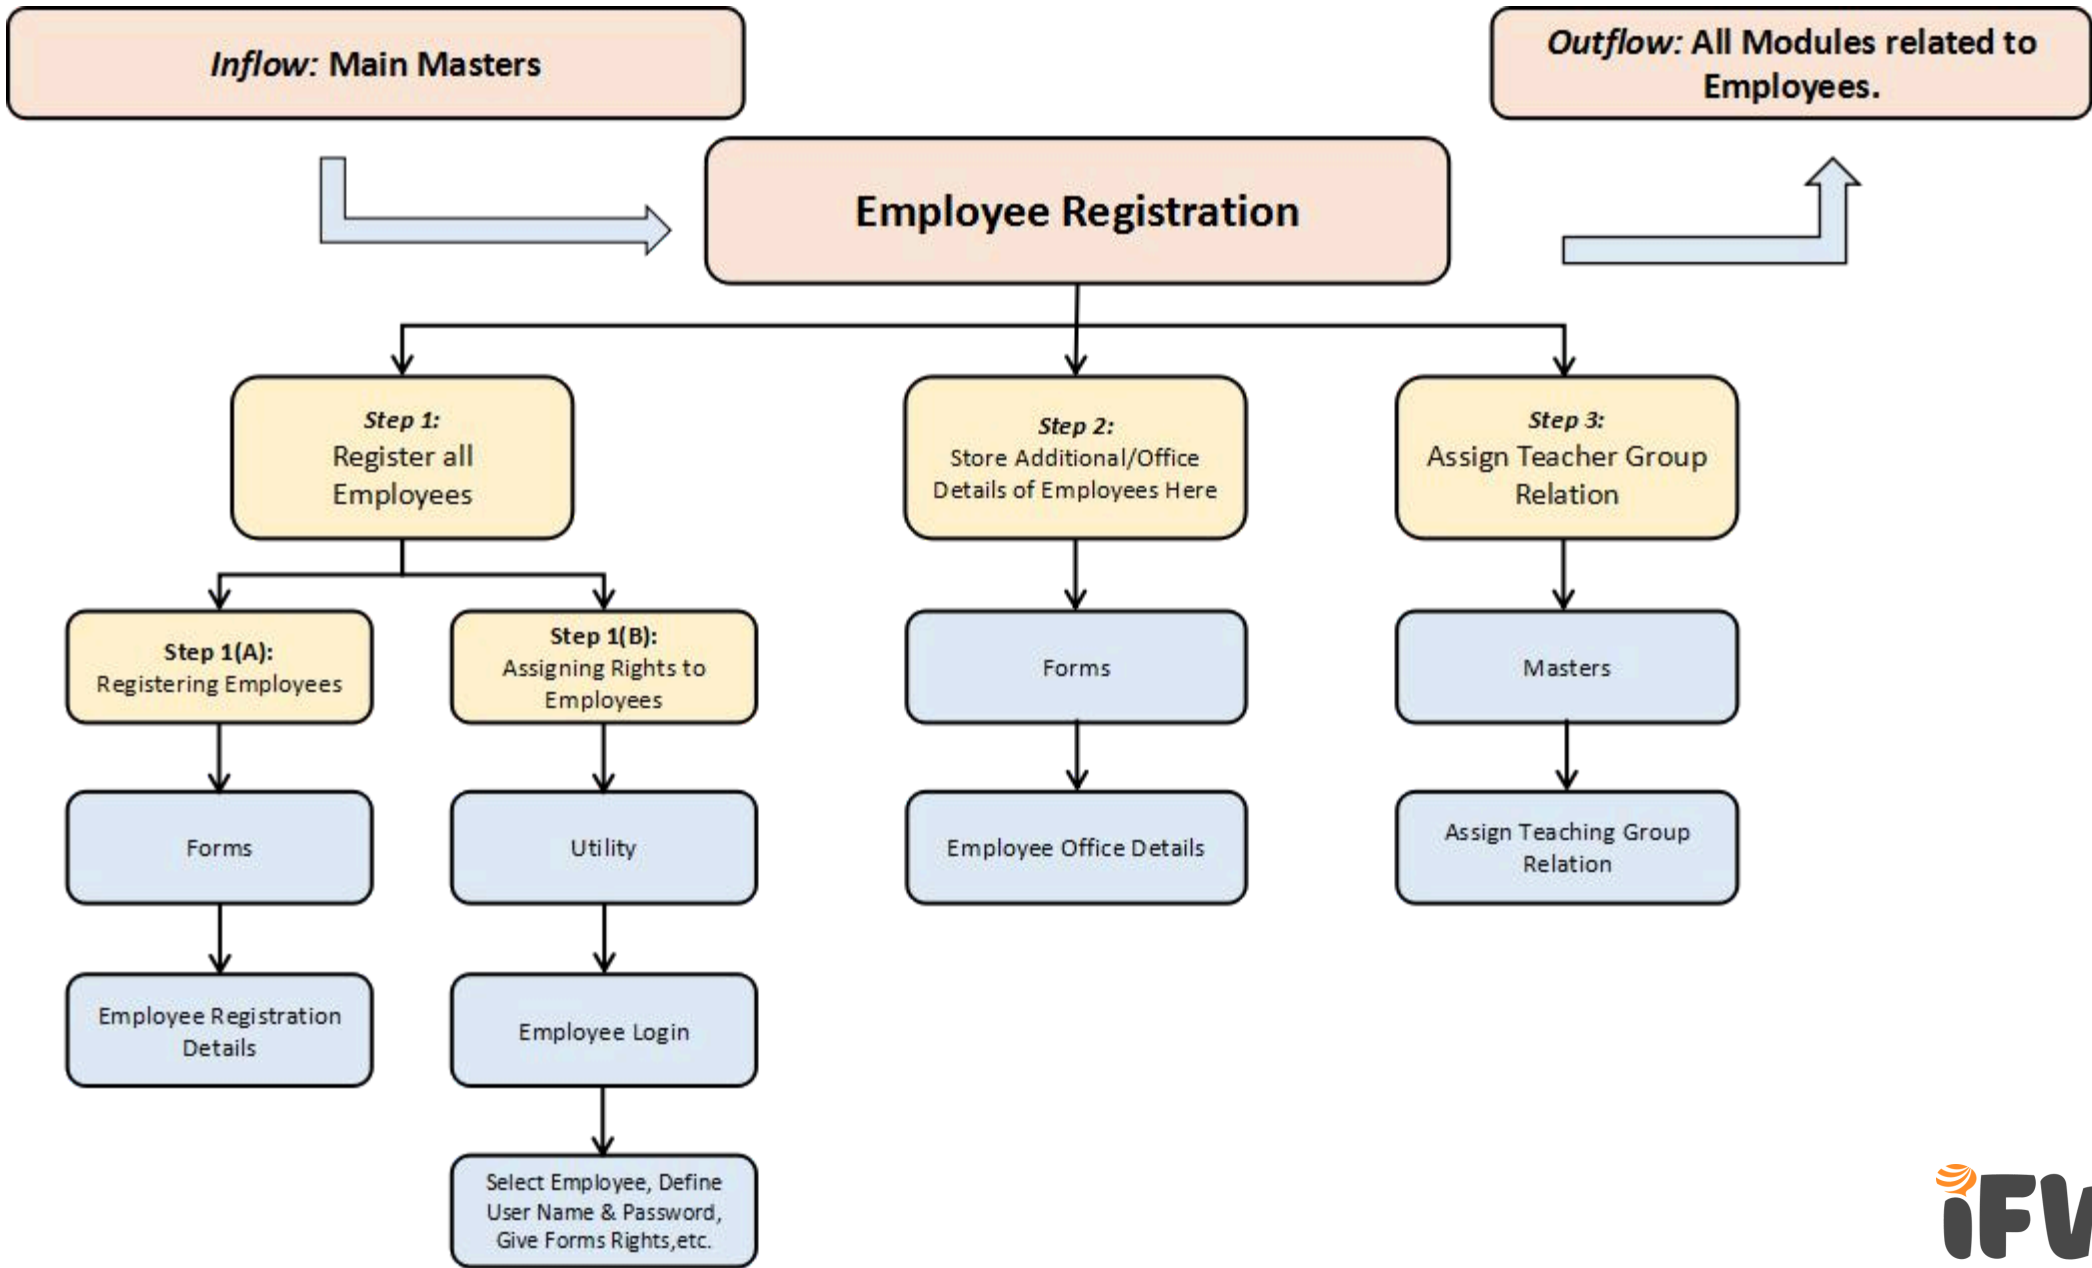 Inflow: Main Masters
Outflow: All Modules related to
Employees.
Employee Registration
Step 1:
Register all
Employees
Step 2:
Store Additional/Office
Details of Employees Here
Step 3:
Assign Teacher Group
Relation
Step 1(A):
Registering Employees
Step 1(B):
Assigning Rights to
Employees
Forms
Masters
Forms
Utility
Employee Office Details
Assign Teaching Group
Relation
Employee Registration
Details
Employee Login
Select Employee, Define
User Name & Password,
Give Forms Rights,etc.